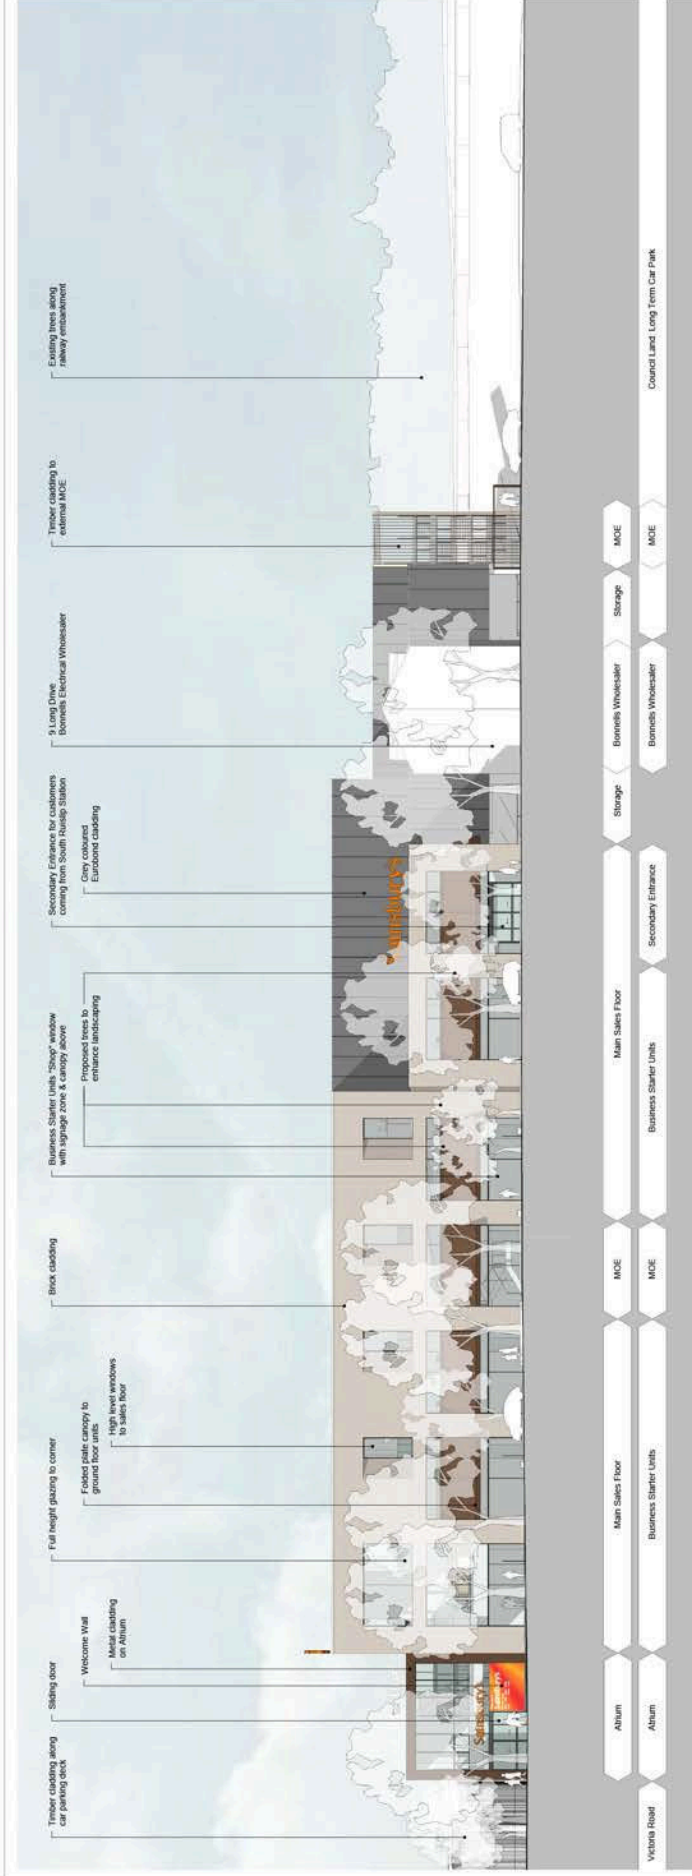 Timber cladding along
car parking deck
Sliding door
Welcome Wall
Metal cladding
on Atrium
Full height glazing to corner
Folded plate canopy to
ground floor units
High level windows
to sales floor
Brick cladding
Business Starter Units "Shop" window
with signage zone & canopy above
Proposed trees to
enhance landscaping
Secondary Entrance for customers
coming from South Ruislip Station
Grey coloured
Eurobond cladding
9 Long Drive
Bonnells Electrical Wholesaler
Timber cladding to
external MOE
Existing trees along
railway embankment
Sainsbury's
Sainsbury's
Atrium
Main Sales Floor
MOE
Main Sales Floor
Storage
Bonnells Wholesaler
Storage
MOE
Victoria Road
Atrium
Business Starter Units
MOE
Business Starter Units
Secondary Entrance
Bonnells Wholesaler
MOE
Council Land Long Term Car Park